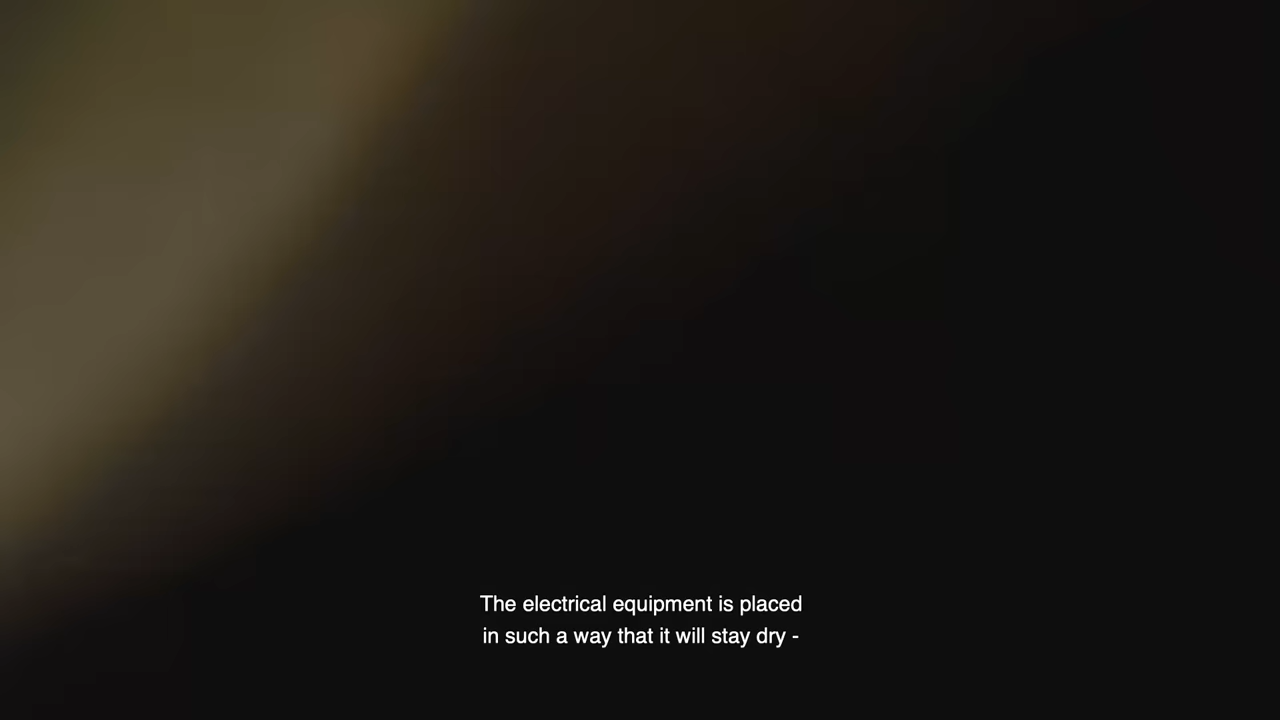 The electrical equipment is placed
in such a way that it will stay dry -